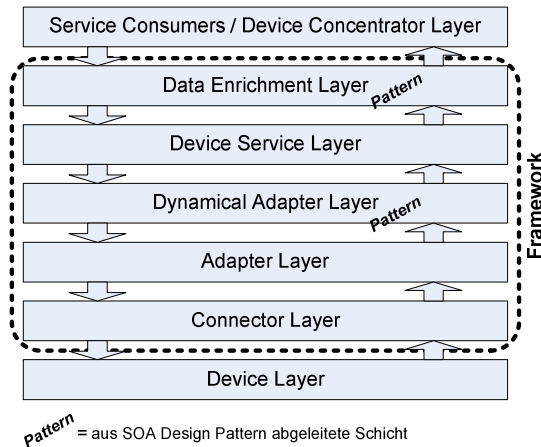 Service Consumers / Device Concentrator Layer
Data Enrichment Layer
Pattern
Device Service Layer
Dynamical Adapter Layer
Pattern
Adapter Layer
Connector Layer
Device Layer
Framework
Pattern = aus SOA Design Pattern abgeleitete Schicht